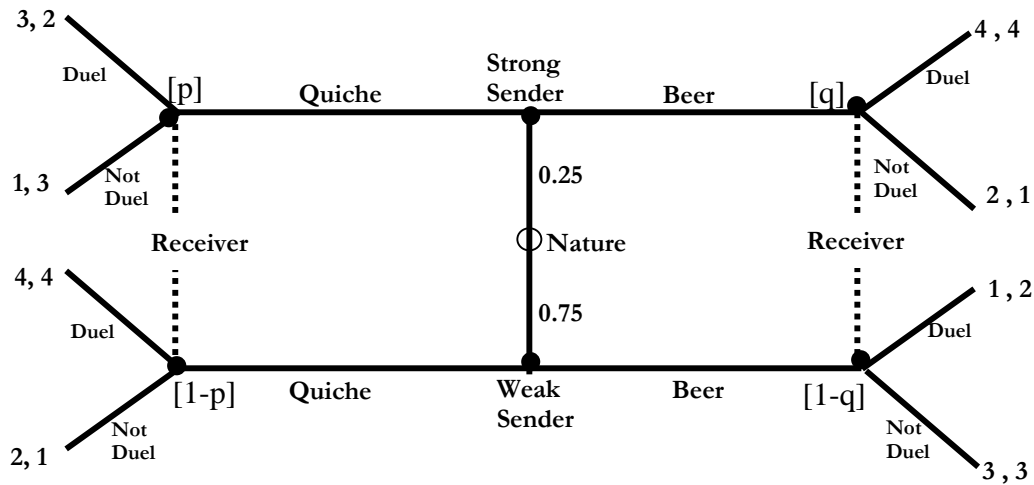 3, 2
Duel
[p]
Quiche
Strong
Sender
Beer
[q]
4 , 4
Duel
Not
Duel
1, 3
0.25
Not
Duel
2 , 1
Receiver
Nature
Receiver
4, 4
Duel
0.75
1, 2
Duel
[1-p]
Quiche
Weak
Sender
Beer
[1-q]
Not
Duel
2, 1
Not
Duel
3, 3